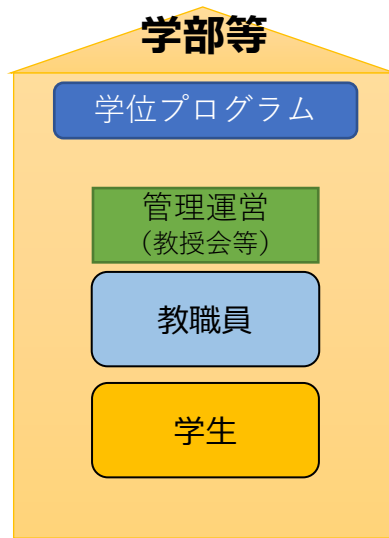 学部等
学位プログラム
管理運営
（教授会等）
教職員
学生